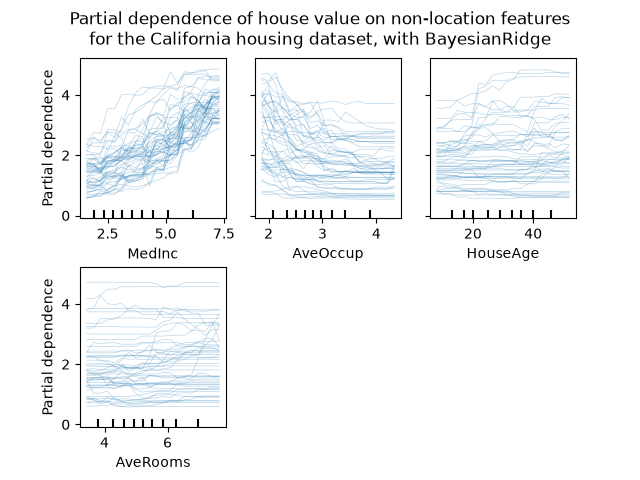 Partial dependence of house value on non-location features
for the California housing dataset, with BayesianRidge
Partial dependence
4
2
0
2.5
5.0
7.5
MedInc
2
3
4
AveOccup
20
40
HouseAge
Partial dependence
4
2
0
4
6
AveRooms